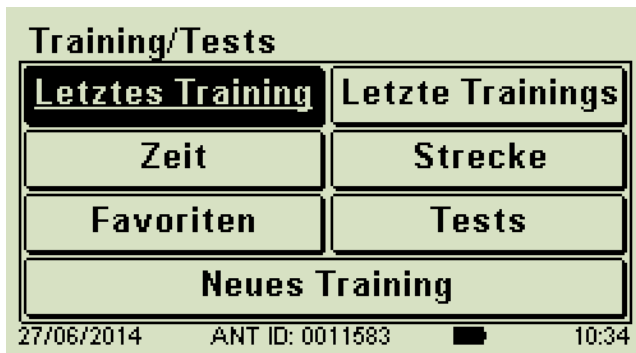 Training/Tests
Letztes Training Letzte Trainings
Zeit Strecke
Favoriten Tests
Neues Training
27/06/2014 ANT ID: 0011583 10:34